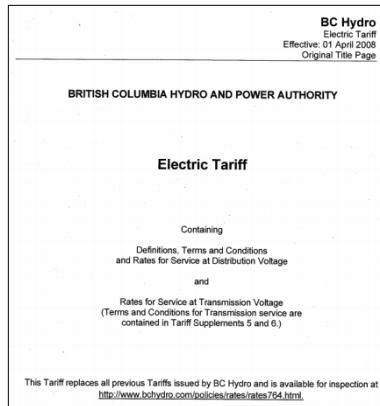 BC Hydro
Electric Tariff
Effective: 01 April 2008
Original Title Page
BRITISH COLUMBIA HYDRO AND POWER AUTHORITY
Electric Tariff
Containing
Definitions, Terms and Conditions
and Rates for Service at Distribution Voltage
and
Rates for Service at Transmission Voltage
(Terms and Conditions for Transmission service are
contained in Tariff Supplements 5 and 6.)
This Tariff replaces all previous Tariffs issued by BC Hydro and is available for inspection at
http://www.bchydro.com/policies/rates/rates764.html.